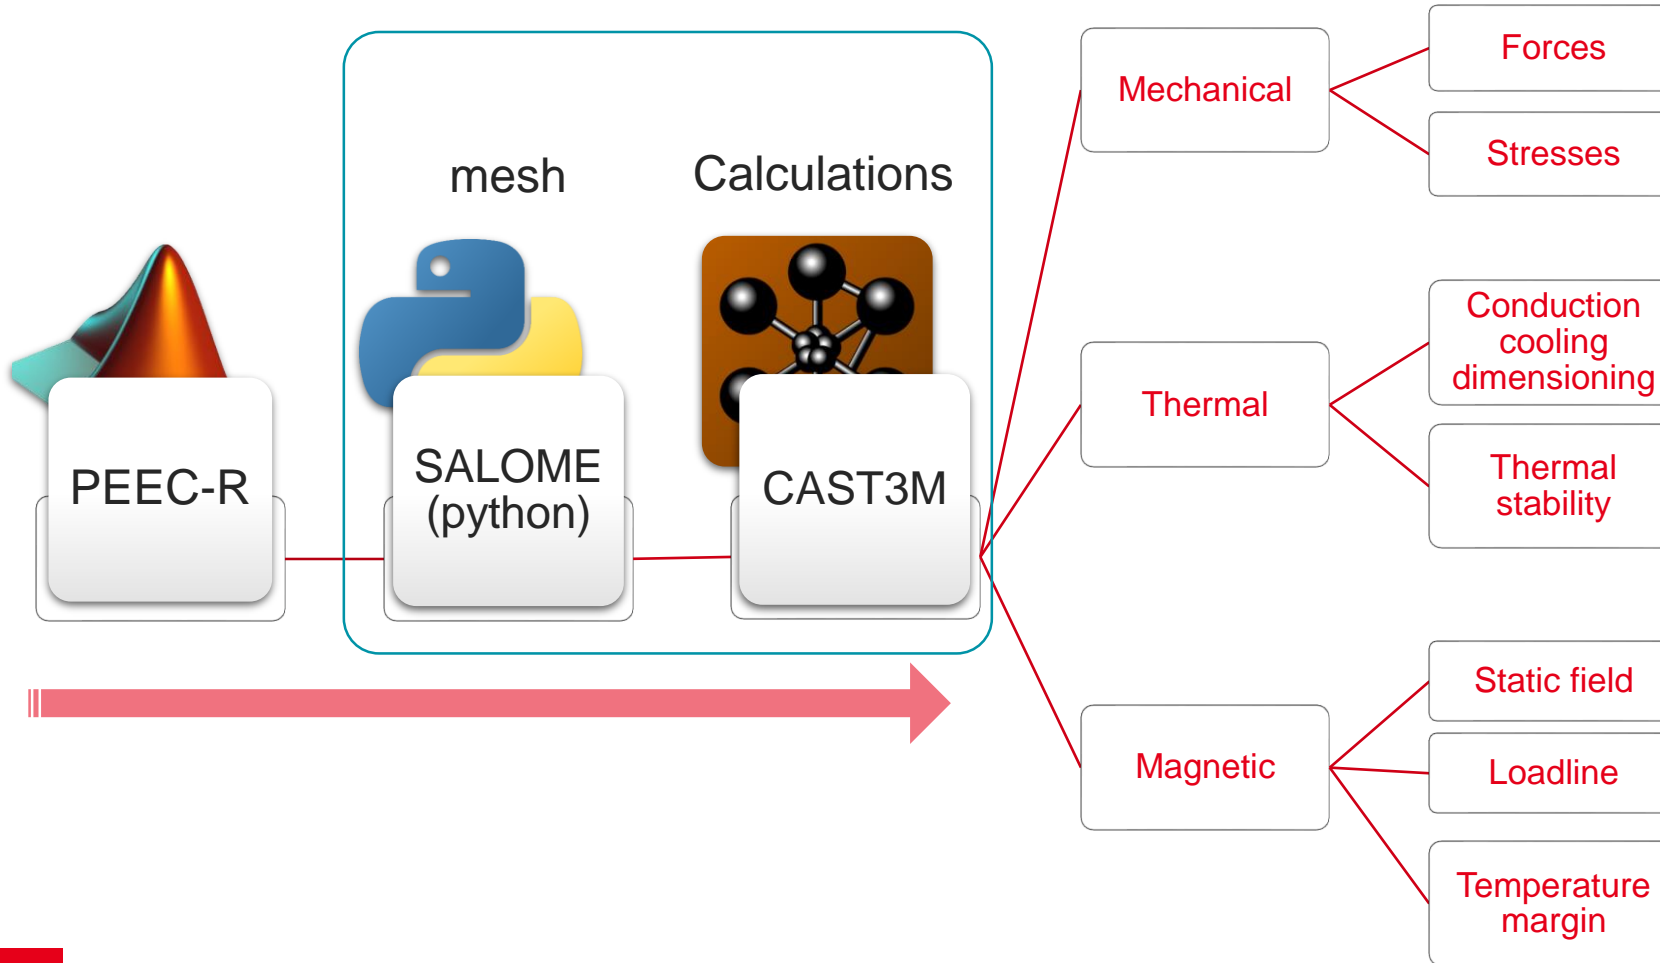 mesh
Calculations
PEEC-R
SALOME
(python)
CAST3M
Mechanical
Forces
Stresses
Thermal
Conduction
cooling
dimensioning
Thermal
stability
Magnetic
Static field
Loadline
Temperature
margin